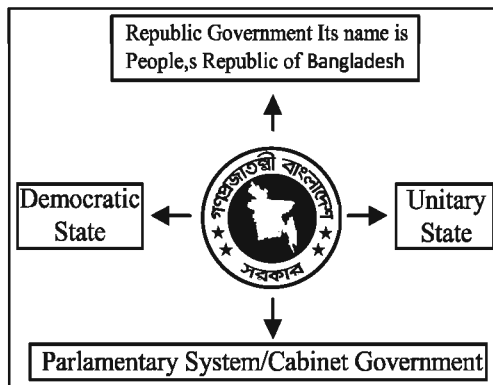 Republic Government Its name is
People,s Republic of Bangladesh
Democratic
State
গণপ্রজাতন্ত্রী বাংলাদেশ
সরকার
Unitary
State
Parlamentary System/Cabinet Government